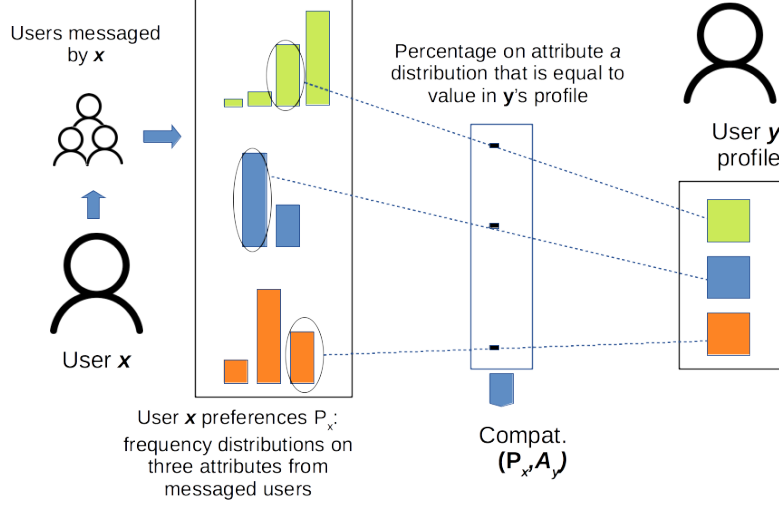 Users messaged
by x
User x
User x preferences Px:
frequency distributions on
three attributes from
messaged users
Percentage on attribute a
distribution that is equal to
value in y's profile
Compat.
(Px,Ay)
User y
profile